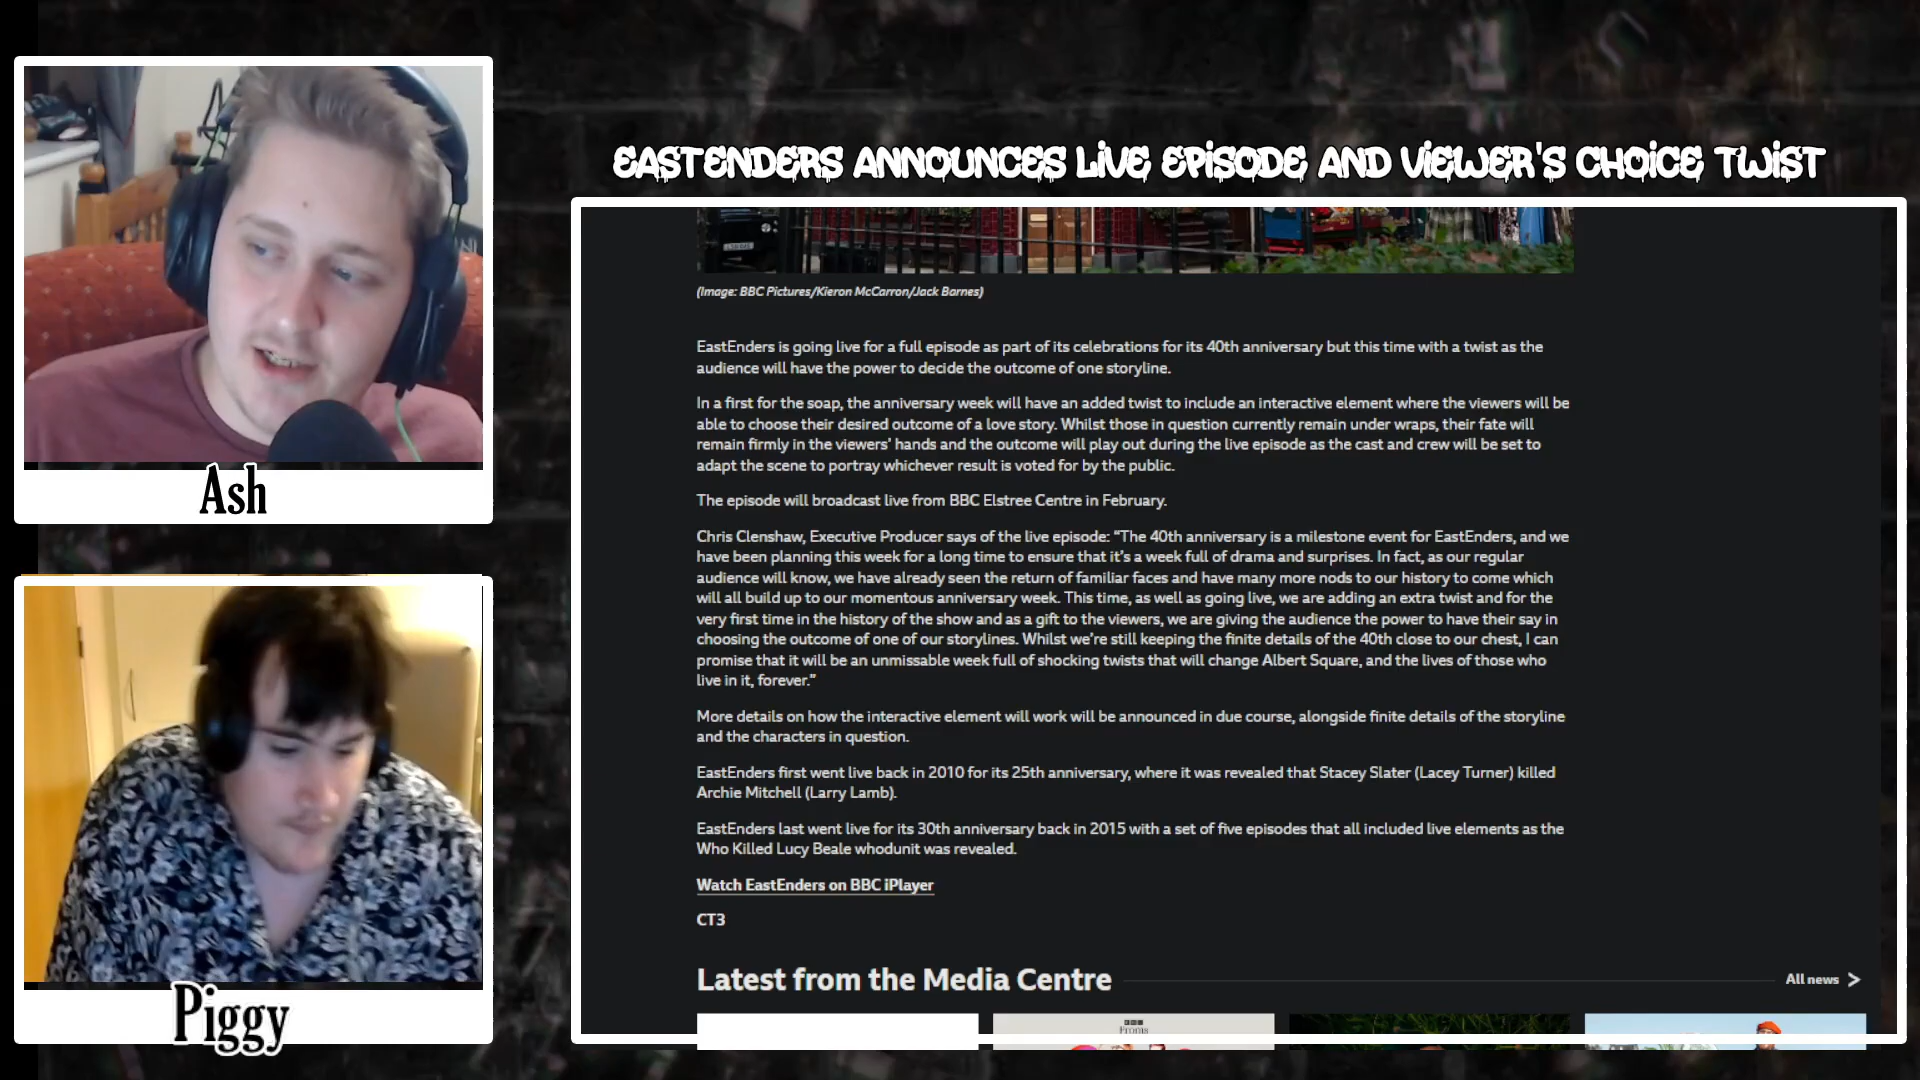 EASTENDERS ANNOUNCES LIVE EPISODE AND VIEWER'S CHOICE TWIST
Ash
Piggy
(Image: BBC Pictures/Kieron McCarron/Jack Barnes)
EastEnders is going live for a full episode as part of its celebrations for its 40th anniversary but this time with a twist as the
audience will have the power to decide the outcome of one storyline.
In a first for the soap, the anniversary week will have an added twist to include an interactive element where the viewers will be
able to choose their desired outcome of a love story. Whilst those in question currently remain under wraps, their fate will
remain firmly in the viewers’ hands and the outcome will play out during the live episode as the cast and crew will be set to
adapt the scene to portray whichever result is voted for by the public.
The episode will broadcast live from BBC Elstree Centre in February.
Chris Clenshaw, Executive Producer says of the live episode: “The 40th anniversary is a milestone event for EastEnders, and we
have been planning this week for a long time to ensure that it’s a week full of drama and surprises. In fact, as our regular
audience will know, we have already seen the return of familiar faces and have many more nods to our history to come which
will all build up to our momentous anniversary week. This time, as well as going live, we are adding an extra twist and for the
very first time in the history of the show and as a gift to the viewers, we are giving the audience the power to have their say in
choosing the outcome of one of our storylines. Whilst we’re still keeping the finite details of the 40th close to our chest, I can
promise that it will be an unmissable week full of shocking twists that will change Albert Square, and the lives of those who
live in it, forever.”
More details on how the interactive element will work will be announced in due course, alongside finite details of the storyline
and the characters in question.
EastEnders first went live back in 2010 for its 25th anniversary, where it was revealed that Stacey Slater (Lacey Turner) killed
Archie Mitchell (Larry Lamb).
EastEnders last went live for its 30th anniversary back in 2015 with a set of five episodes that all included live elements as the
Who Killed Lucy Beale whodunit was revealed.
Watch EastEnders on BBC iPlayer
CT3
Latest from the Media Centre
All news
BBC
Proms